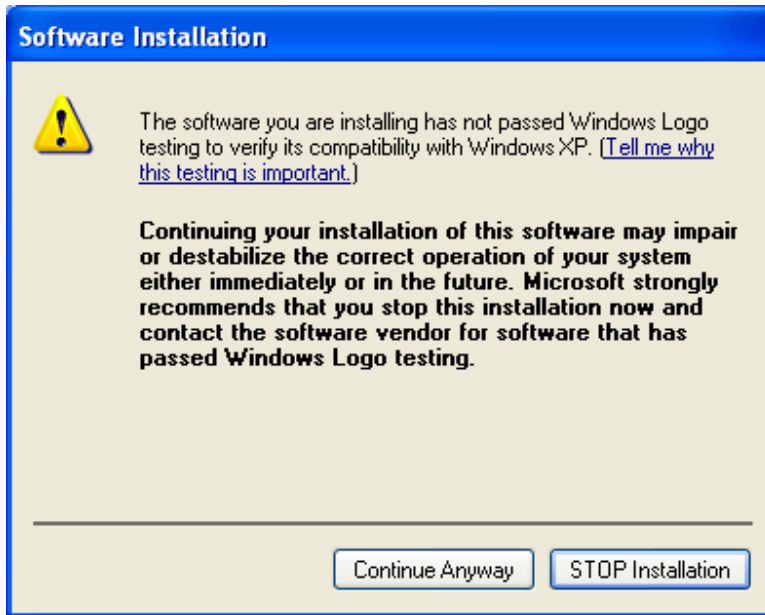 Software Installation
The software you are installing has not passed Windows Logo
testing to verify its compatibility with Windows XP. (Tell me why
this testing is important.)
Continuing your installation of this software may impair
or destabilize the correct operation of your system
either immediately or in the future. Microsoft strongly
recommends that you stop this installation now and
contact the software vendor for software that has
passed Windows Logo testing.
Continue Anyway
STOP Installation